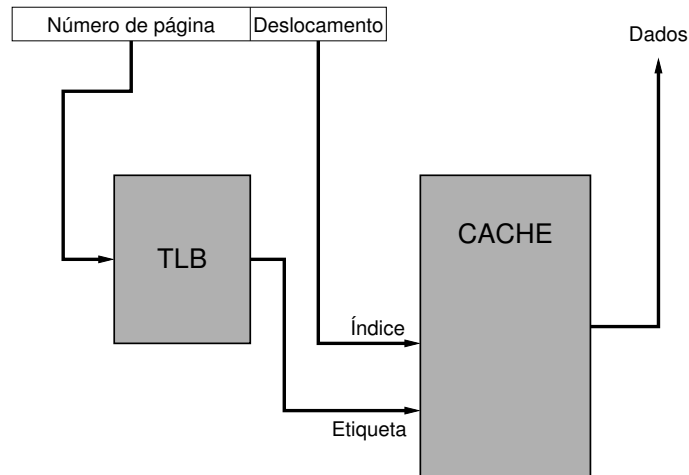 Número de página
Deslocamento
Dados
TLB
CACHE
Índice
Etiqueta